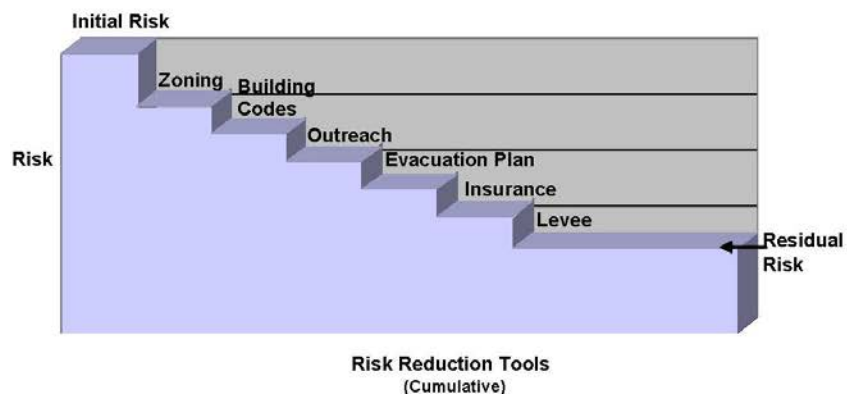 Initial Risk
Zoning
Building
Codes
Outreach
Risk
Evacuation Plan
Insurance
Levee
Residual
Risk
Risk Reduction Tools
(Cumulative)